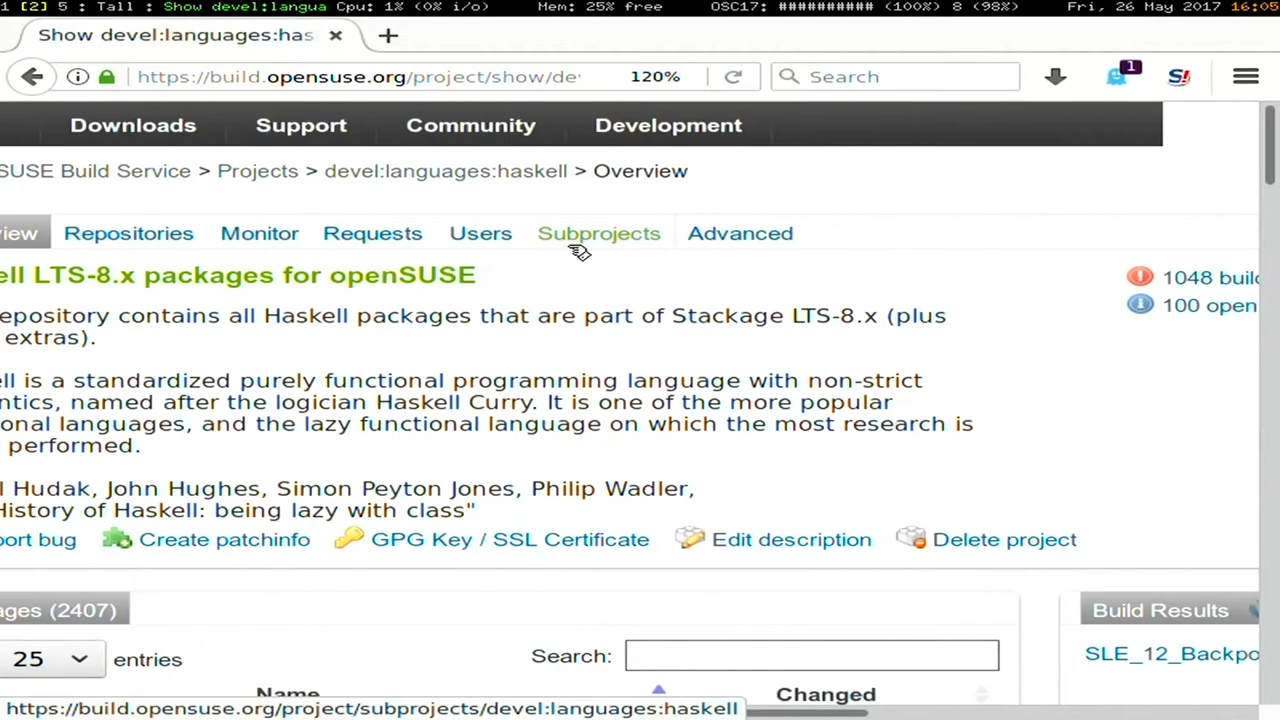 1 [2] 5 : Tall : Show devel:langua Cpu: 1% (0% i/o) Mem: 25% free OSC17: ########## (100%) 8 (98%) Fri, 26 May 2017 16:05
Show devel:languages:has
https://build.opensuse.org/project/show/de 120% Search 1 S!
Downloads Support Community Development
SUSE Build Service > Projects > devel:languages:haskell > Overview
iew Repositories Monitor Requests Users Subprojects Advanced
ell LTS-8.x packages for openSUSE
1048 buil
100 open
epository contains all Haskell packages that are part of Stackage LTS-8.x (plus
extras).
ell is a standardized purely functional programming language with non-strict
ntics, named after the logician Haskell Curry. It is one of the more popular
onal languages, and the lazy functional language on which the most research is
performed.
l Hudak, John Hughes, Simon Peyton Jones, Philip Wadler,
History of Haskell: being lazy with class"
ort bug Create patchinfo GPG Key / SSL Certificate Edit description Delete project
ages (2407)
Build Results
25 entries Search:
SLE_12_Backpo
Name Changed
https://build.opensuse.org/project/subprojects/devel:languages:haskell